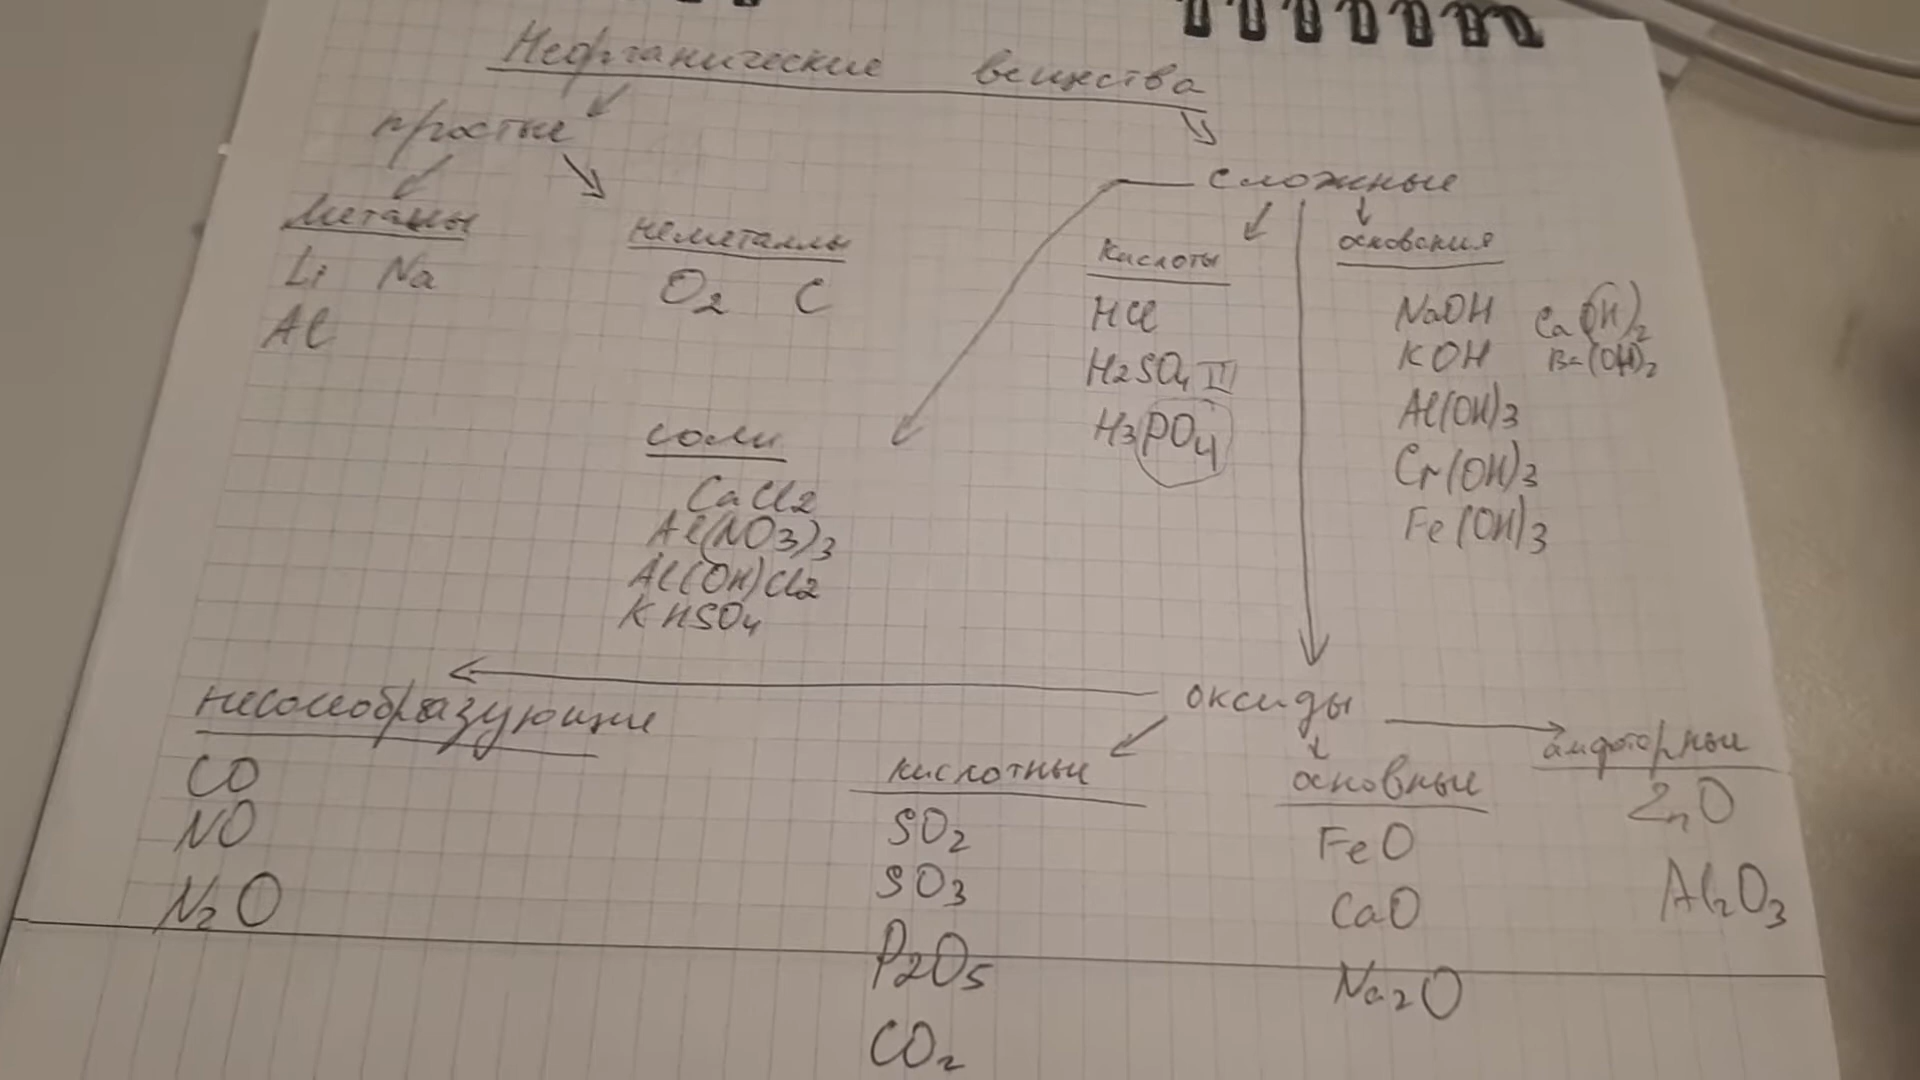 Неорганические вещества
простые
сложные
Металлы
неметаллы
Кислоты
основания
Li Na
O2 C
Al
HCl
H2SO4 III
H3PO4
NaOH Ca(OH)2
KOH Ba(OH)2
Al(OH)3
Cr(OH)3
Fe(OH)3
соли
CaCl2
Al(NO3)3
Al(OH)Cl2
KHSO4
оксиды
несолеобразующие
CO
NO
N2O
кислотные
SO2
SO3
P2O5
CO2
основные
FeO
CaO
Na2O
амфотерные
ZnO
Al2O3